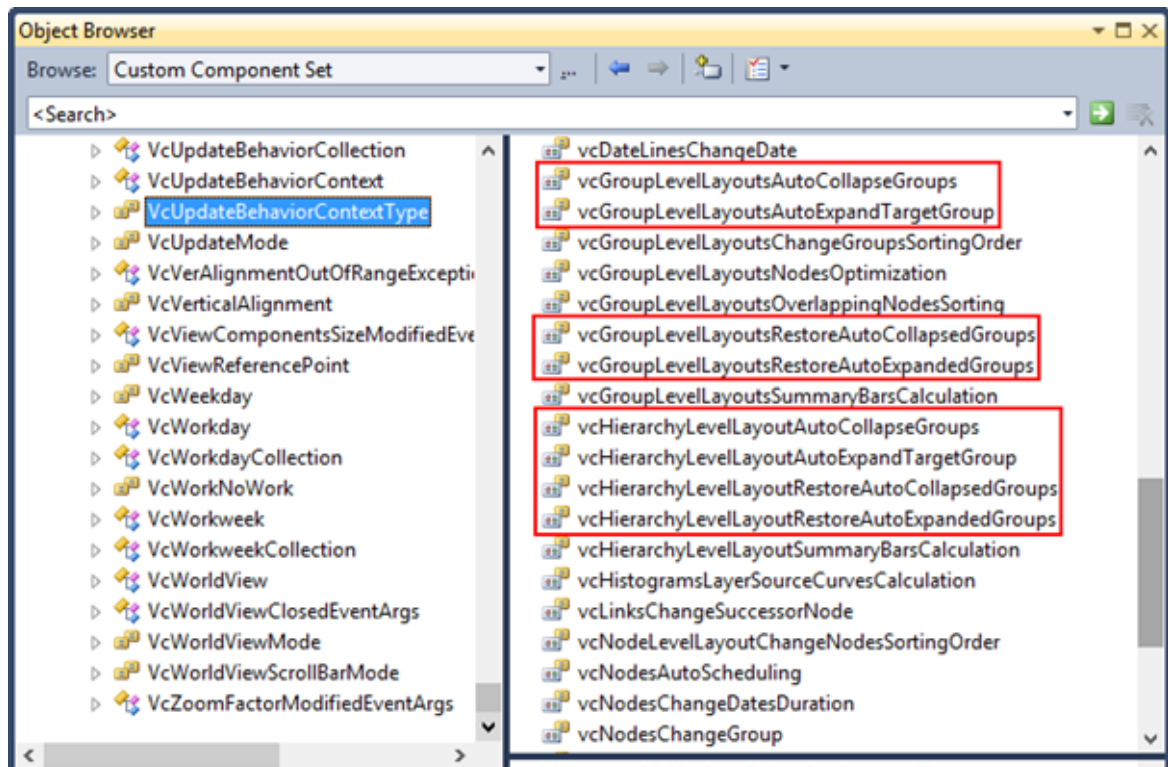 Object Browser
Browse: Custom Component Set
...
<Search>
VcUpdateBehaviorCollection
VcUpdateBehaviorContext
VcUpdateBehaviorContextType
VcUpdateMode
VcVerAlignmentOutOfRangeExcepti
VcVerticalAlignment
VcViewComponentsSizeModifiedEve
VcViewReferencePoint
VcWeekday
VcWorkday
VcWorkdayCollection
VcWorkNoWork
VcWorkweek
VcWorkweekCollection
VcWorldView
VcWorldViewClosedEventArgs
VcWorldViewMode
VcWorldViewScrollBarMode
VcZoomFactorModifiedEventArgs
vcDateLinesChangeDate
vcGroupLevelLayoutsAutoCollapseGroups
vcGroupLevelLayoutsAutoExpandTargetGroup
vcGroupLevelLayoutsChangeGroupsSortingOrder
vcGroupLevelLayoutsNodesOptimization
vcGroupLevelLayoutsOverlappingNodesSorting
vcGroupLevelLayoutsRestoreAutoCollapsedGroups
vcGroupLevelLayoutsRestoreAutoExpandedGroups
vcGroupLevelLayoutsSummaryBarsCalculation
vcHierarchyLevelLayoutAutoCollapseGroups
vcHierarchyLevelLayoutAutoExpandTargetGroup
vcHierarchyLevelLayoutRestoreAutoCollapsedGroups
vcHierarchyLevelLayoutRestoreAutoExpandedGroups
vcHierarchyLevelLayoutSummaryBarsCalculation
vcHistogramsLayerSourceCurvesCalculation
vcLinksChangeSuccessorNode
vcNodeLevelLayoutChangeNodesSortingOrder
vcNodesAutoScheduling
vcNodesChangeDatesDuration
vcNodesChangeGroup